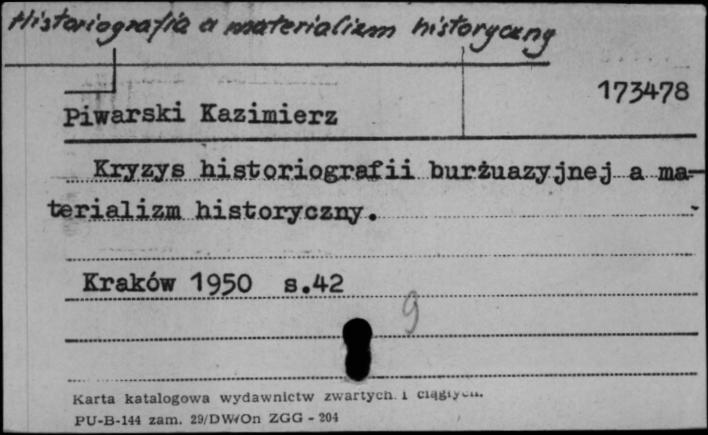 Historiografia a materializm historyczny
173478
Piwarski Kazimierz
Kryzys historiografii burżuazyjnej a ma-
terializm historyczny.
Kraków 1950 s.42
9
Karta katalogowa wydawnictw zwartych i ciągłych.
PU-B-144 zam. 29/DW/On ZGG - 204